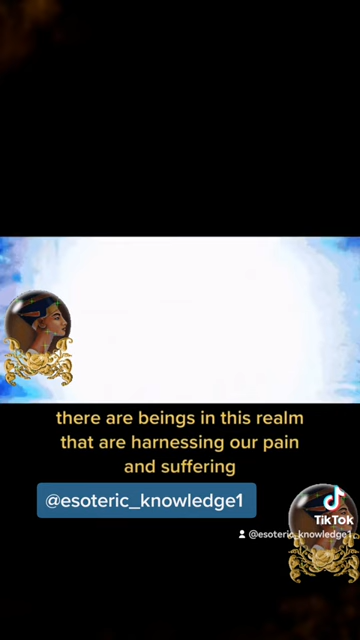 there are beings in this realm
that are harnessing our pain
and suffering
@esoteric_knowledge1
TikTok
@esoteric_knowledge1